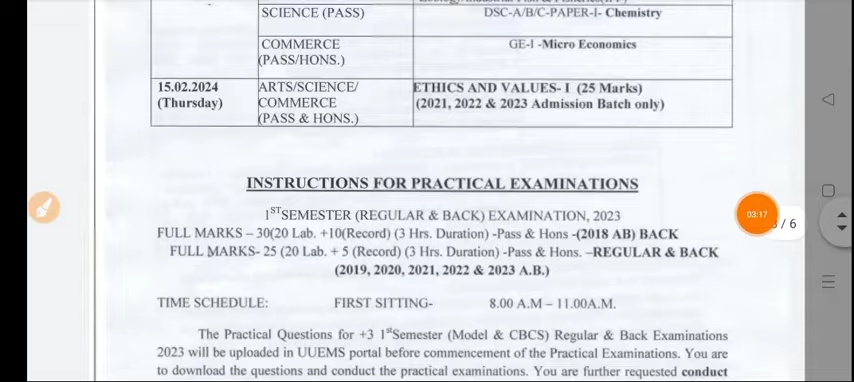 SCIENCE (PASS) DSC-A/B/C-PAPER-I- Chemistry
COMMERCE GE-I -Micro Economics
(PASS/HONS.)
15.02.2024 ARTS/SCIENCE/ ETHICS AND VALUES- I (25 Marks)
(Thursday) COMMERCE (2021, 2022 & 2023 Admission Batch only)
(PASS & HONS.)
INSTRUCTIONS FOR PRACTICAL EXAMINATIONS
1STSEMESTER (REGULAR & BACK) EXAMINATION, 2023
FULL MARKS – 30(20 Lab. +10(Record) (3 Hrs. Duration) -Pass & Hons -(2018 AB) BACK
FULL MARKS- 25 (20 Lab. + 5 (Record) (3 Hrs. Duration) -Pass & Hons. –REGULAR & BACK
(2019, 2020, 2021, 2022 & 2023 A.B.)
03:17
/ 6
TIME SCHEDULE: FIRST SITTING- 8.00 A.M – 11.00A.M.
The Practical Questions for +3 1stSemester (Model & CBCS) Regular & Back Examinations
2023 will be uploaded in UUEMS portal before commencement of the Practical Examinations. You are
to download the questions and conduct the practical examinations. You are further requested conduct